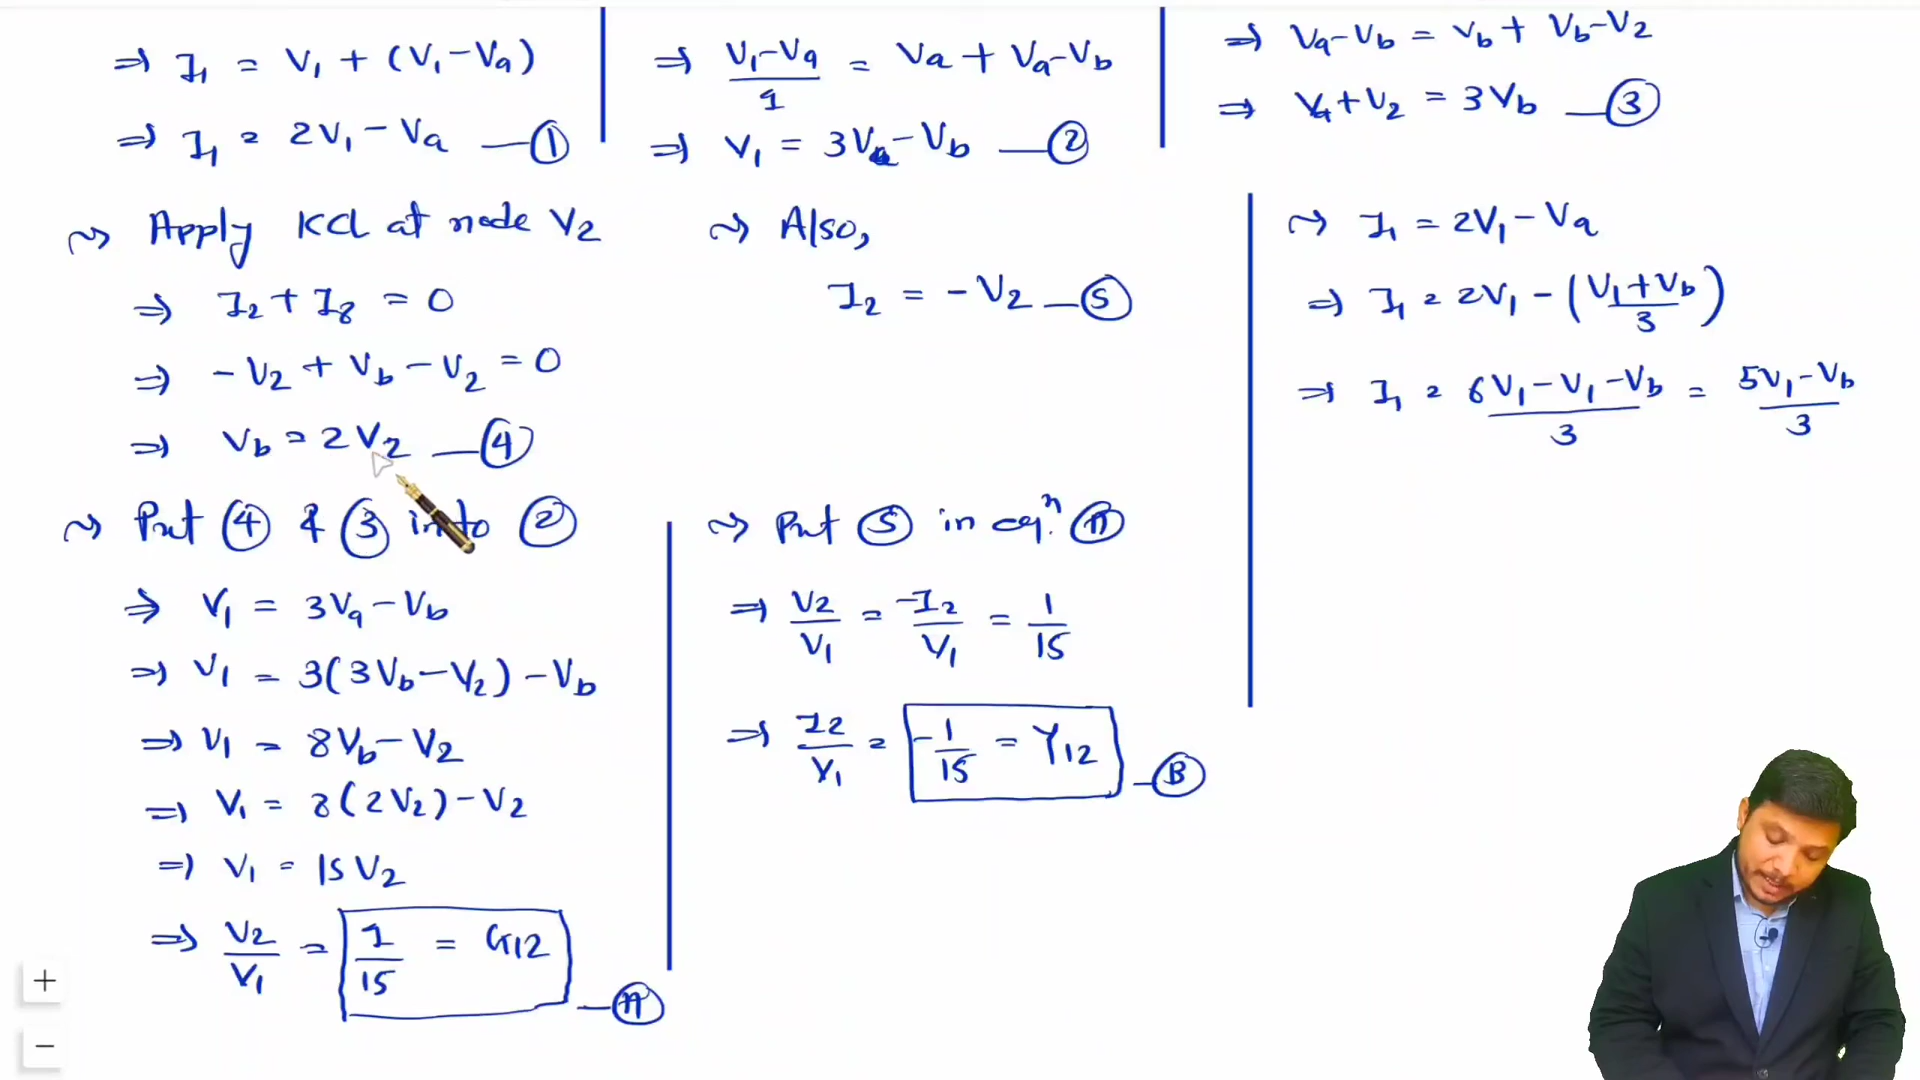 ⇒ I₁ = V₁ + (V₁ - Va)
⇒ I₁ = 2V₁ - Va —①
⇒ (V₁ - Va)/1 = Va + Va - Vb
⇒ V₁ = 3Va - Vb —②
⇒ Va - Vb = Vb + Vb - V₂
⇒ Va + V₂ = 3Vb —③
~> Apply KCL at node V₂
⇒ I₂ + I₈ = 0
⇒ -V₂ + Vb - V₂ = 0
⇒ Vb = 2V₂ —④
~> Also,
I₂ = -V₂ —⑤
~> Put ④ & ③ into ②
⇒ V₁ = 3Va - Vb
⇒ V₁ = 3(3Vb - V₂) - Vb
⇒ V₁ = 8Vb - V₂
⇒ V₁ = 8(2V₂) - V₂
⇒ V₁ = 15V₂
⇒ V₂/V₁ = 1/15 = G12 —Ⓐ
~> Put ⑤ in eqⁿ. Ⓐ
⇒ V₂/V₁ = -I₂/V₁ = 1/15
⇒ I₂/V₁ = -1/15 = Y12 —Ⓑ
~> I₁ = 2V₁ - Va
⇒ I₁ = 2V₁ - ((V₁ + Vb)/3)
⇒ I₁ = (6V₁ - V₁ - Vb)/3 = (5V₁ - Vb)/3
+
−